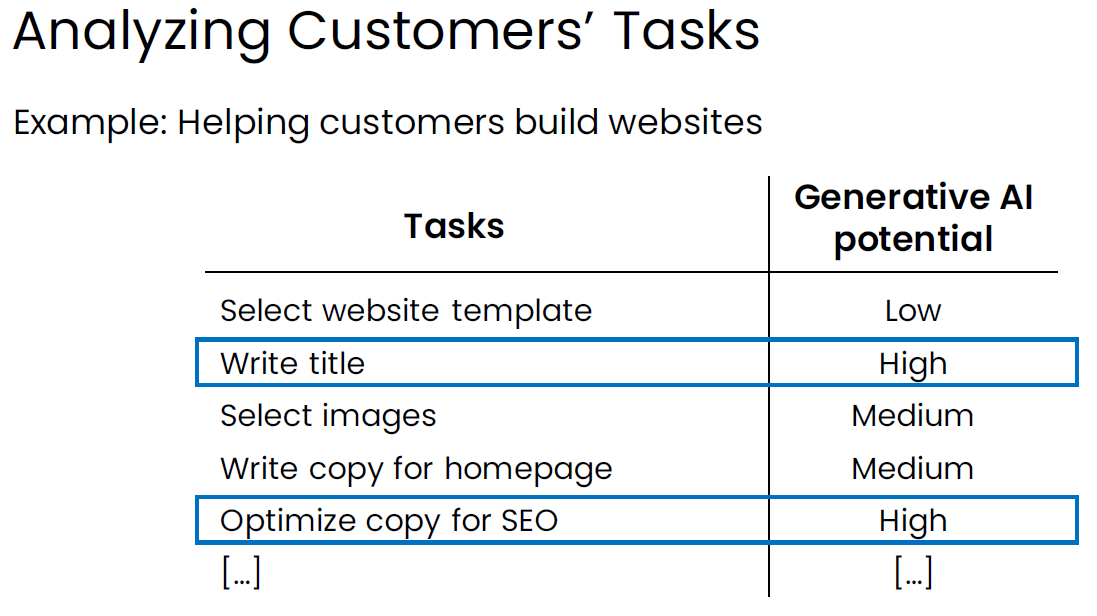 Analyzing Customers’ Tasks
Example: Helping customers build websites
Tasks
Generative AI
potential
Select website template Low
Write title High
Select images Medium
Write copy for homepage Medium
Optimize copy for SEO High
[…] […]